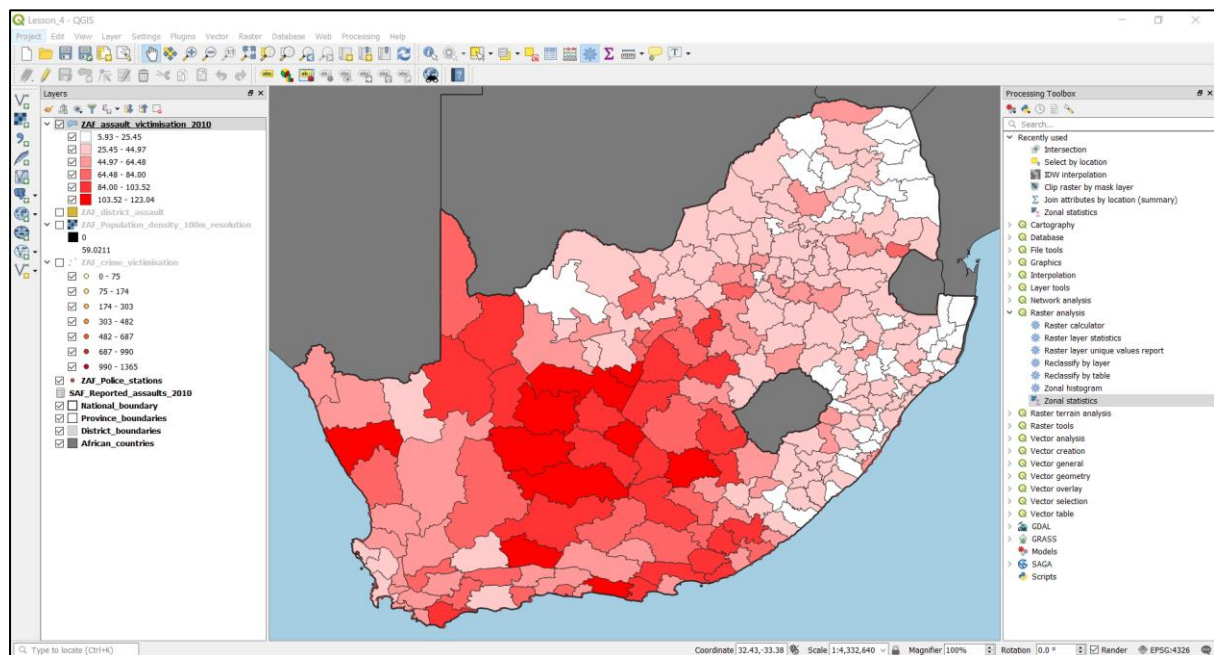 Lesson_4 - QGIS
Project Edit View Layer Settings Plugins Vector Raster Database Web Processing Help
Layers
ZAF_assault_victimisation_2010
5.93 - 25.45
25.45 - 44.97
44.97 - 64.48
64.48 - 84.00
84.00 - 103.52
103.52 - 123.04
ZAF_district_assault
ZAF_Population_density_100m_resolution
0
59.0211
ZAF_crime_victimisation
0 - 75
75 - 174
174 - 303
303 - 482
482 - 687
687 - 990
990 - 1365
ZAF_Police_stations
SAF_Reported_assaults_2010
National_boundary
Province_boundaries
District_boundaries
African_countries
Processing Toolbox
Search...
Recently used
Intersection
Select by location
IDW interpolation
Clip raster by mask layer
Join attributes by location (summary)
Zonal statistics
Cartography
Database
File tools
Graphics
Interpolation
Layer tools
Network analysis
Raster analysis
Raster calculator
Raster layer statistics
Raster layer unique values report
Reclassify by layer
Reclassify by table
Zonal histogram
Zonal statistics
Raster terrain analysis
Raster tools
Vector analysis
Vector creation
Vector general
Vector geometry
Vector overlay
Vector selection
Vector table
GDAL
GRASS
Models
SAGA
Scripts
Type to locate (Ctrl+K) Coordinate 32.43,-33.38 Scale 1:4,332,640 Magnifier 100% Rotation 0.0 ° Render EPSG:4326